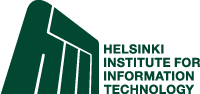 HELSINKI
INSTITUTE FOR
INFORMATION
TECHNOLOGY